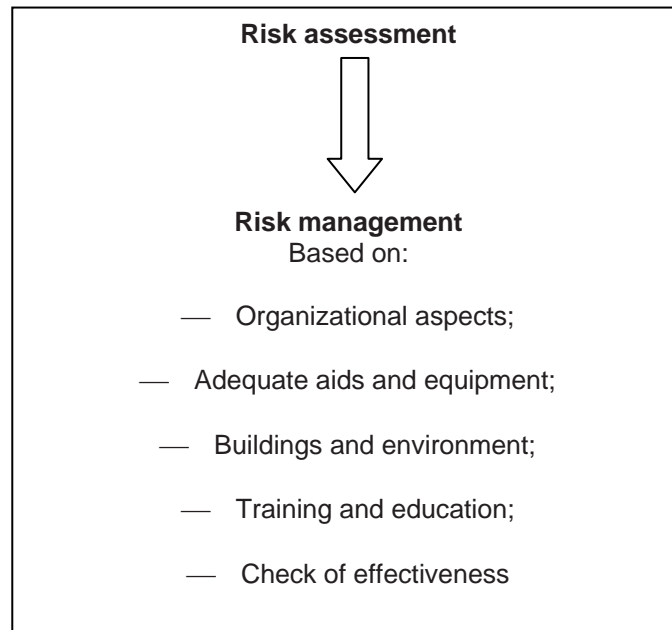 Risk assessment
Risk management
Based on:
— Organizational aspects;
— Adequate aids and equipment;
— Buildings and environment;
— Training and education;
— Check of effectiveness